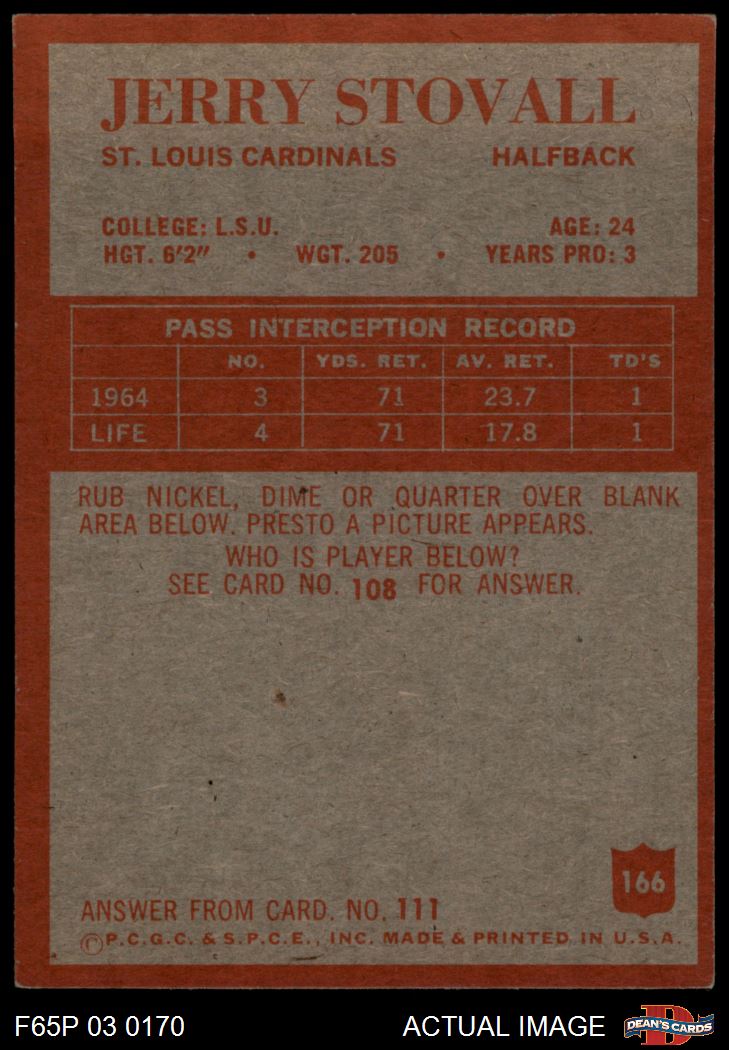 JERRY STOVALL
ST. LOUIS CARDINALS HALFBACK
COLLEGE: L.S.U. AGE: 24
HGT. 6'2" • WGT. 205 • YEARS PRO: 3
PASS INTERCEPTION RECORD
NO. YDS. RET. AV. RET. TD'S
1964 3 71 23.7 1
LIFE 4 71 17.8 1
RUB NICKEL, DIME OR QUARTER OVER BLANK
AREA BELOW. PRESTO A PICTURE APPEARS.
WHO IS PLAYER BELOW?
SEE CARD NO. 108 FOR ANSWER.
166
ANSWER FROM CARD. NO. 111
©P.C.G.C. & S.P.C.E., INC. MADE & PRINTED IN U.S.A.
F65P 03 0170 ACTUAL IMAGE DEAN'S CARDS